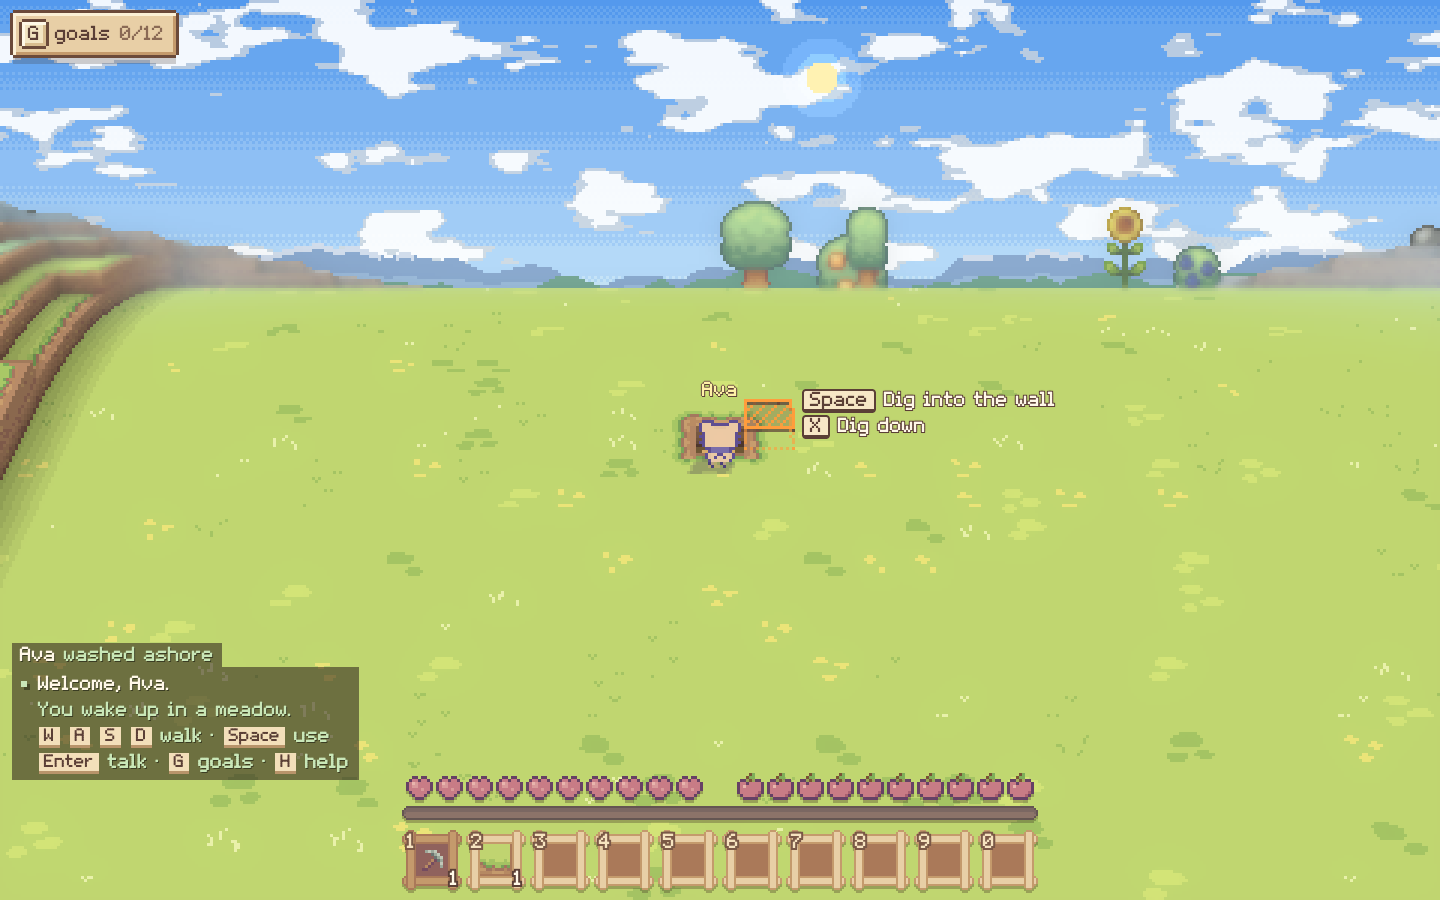 G goals 0/12
Ava
Space Dig into the wall
X Dig down
Ava washed ashore
Welcome, Ava.
You wake up in a meadow.
W A S D walk · Space use
Enter talk · G goals · H help
1 2 3 4 5 6 7 8 9 0
1 1